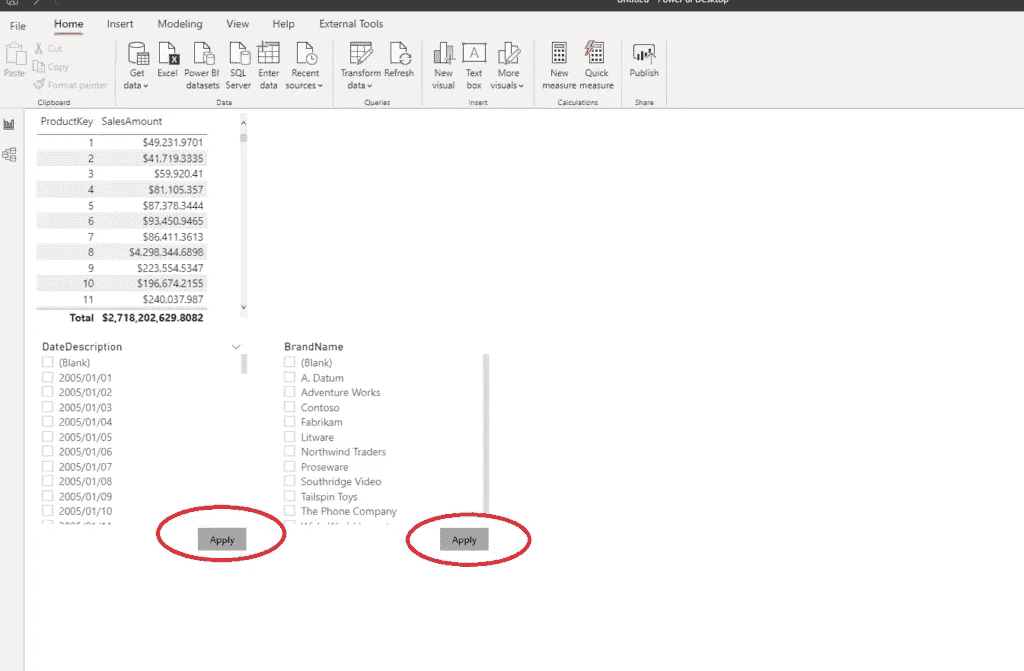 Untitled - Power BI Desktop
File Home Insert Modeling View Help External Tools
Paste
Cut
Copy
Format painter
Clipboard
Get data
Excel
Power BI datasets
SQL Server
Enter data
Recent sources
Data
Transform data
Refresh
Queries
New visual
Text box
More visuals
Insert
New measure
Quick measure
Calculations
Publish
Share
ProductKey SalesAmount
1 $49,231.9701
2 $41,719.3335
3 $59,920.41
4 $81,105.357
5 $87,378.3444
6 $93,450.9465
7 $86,411.3613
8 $4,298,344.6898
9 $223,554.5347
10 $196,674.2155
11 $240,037.987
Total $2,718,202,629.8082
DateDescription
(Blank)
2005/01/01
2005/01/02
2005/01/03
2005/01/04
2005/01/05
2005/01/06
2005/01/07
2005/01/08
2005/01/09
2005/01/10
Apply
BrandName
(Blank)
A. Datum
Adventure Works
Contoso
Fabrikam
Litware
Northwind Traders
Proseware
Southridge Video
Tailspin Toys
The Phone Company
Apply